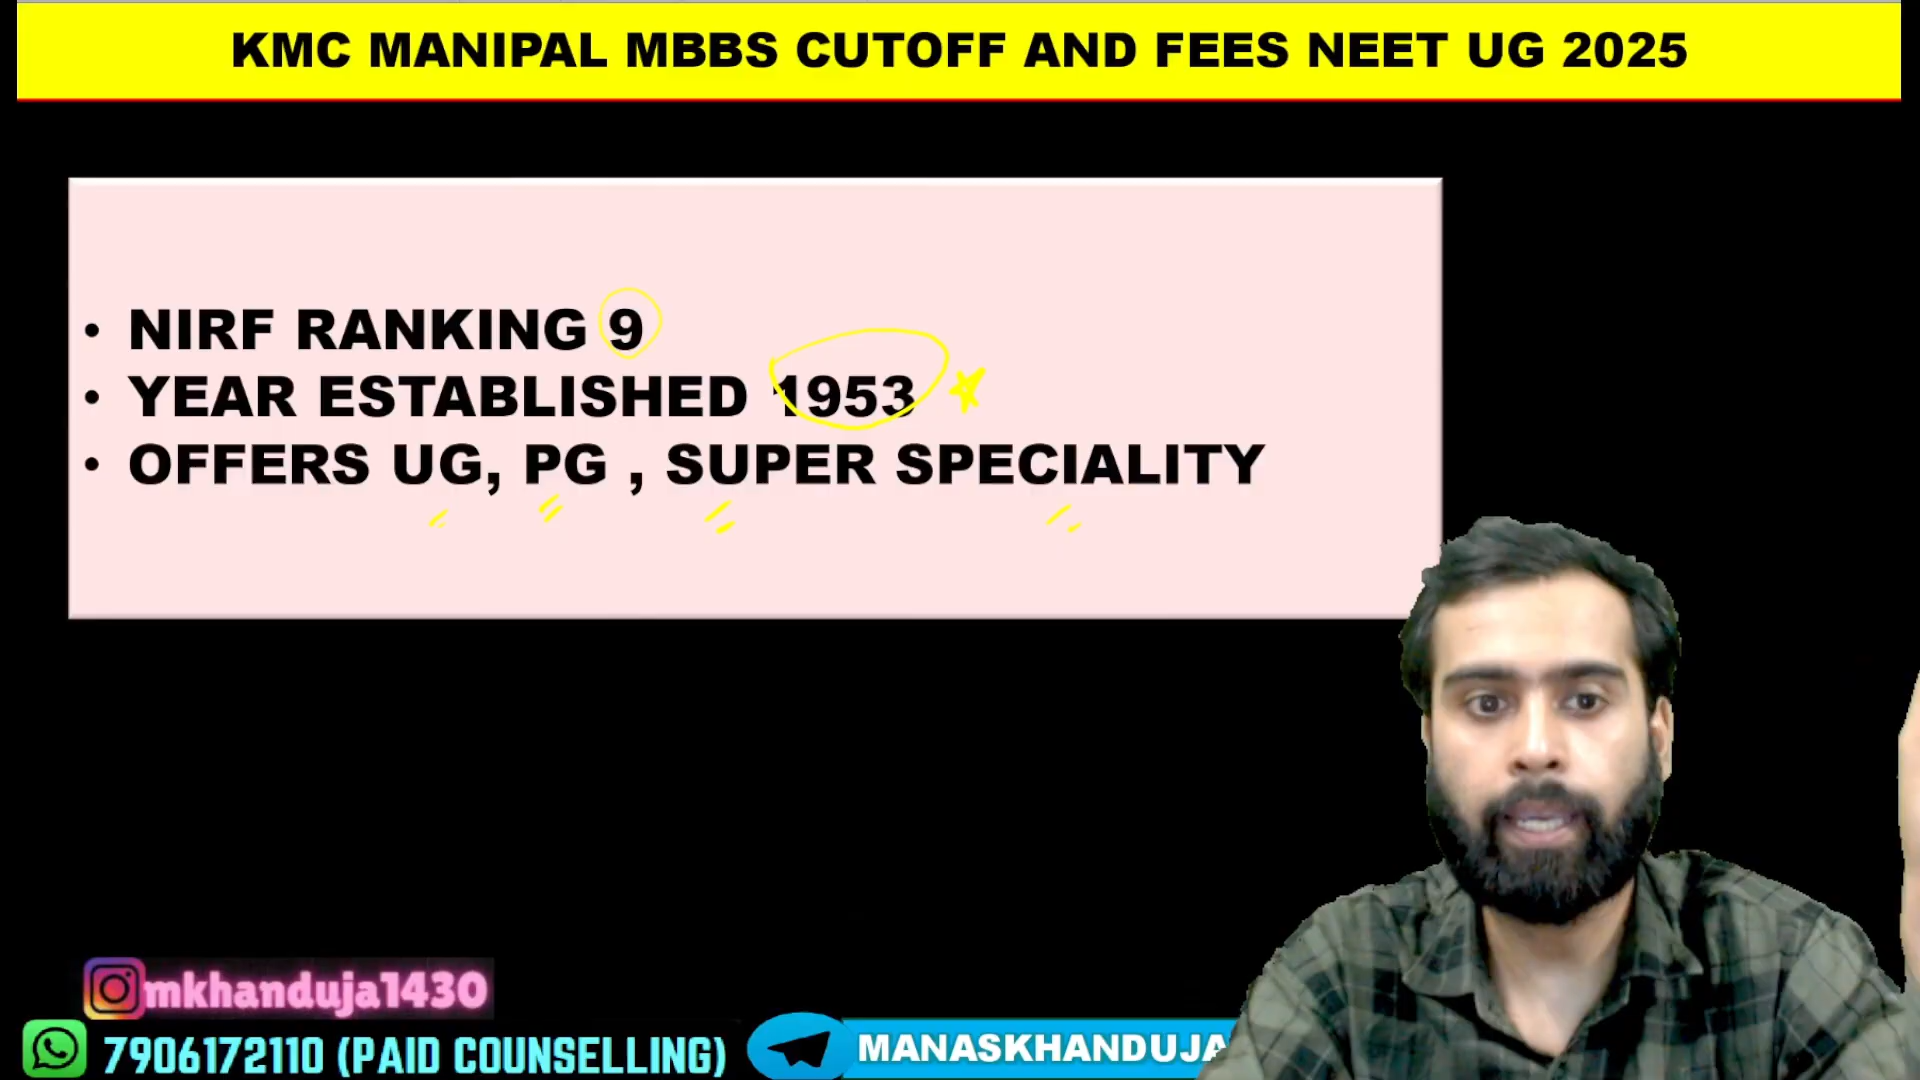 KMC MANIPAL MBBS CUTOFF AND FEES NEET UG 2025
• NIRF RANKING 9
• YEAR ESTABLISHED 1953
• OFFERS UG, PG , SUPER SPECIALITY
mkhanduja1430
7906172110 (PAID COUNSELLING)
MANASKHANDUJA